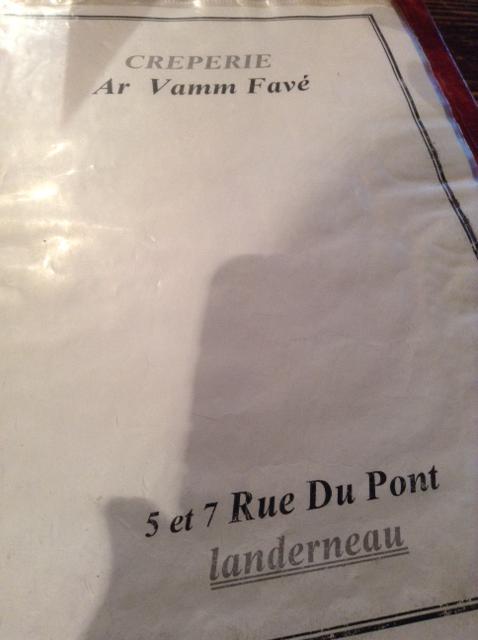 CREPERIE
Ar Vamm Favé
5 et 7 Rue Du Pont
landerneau